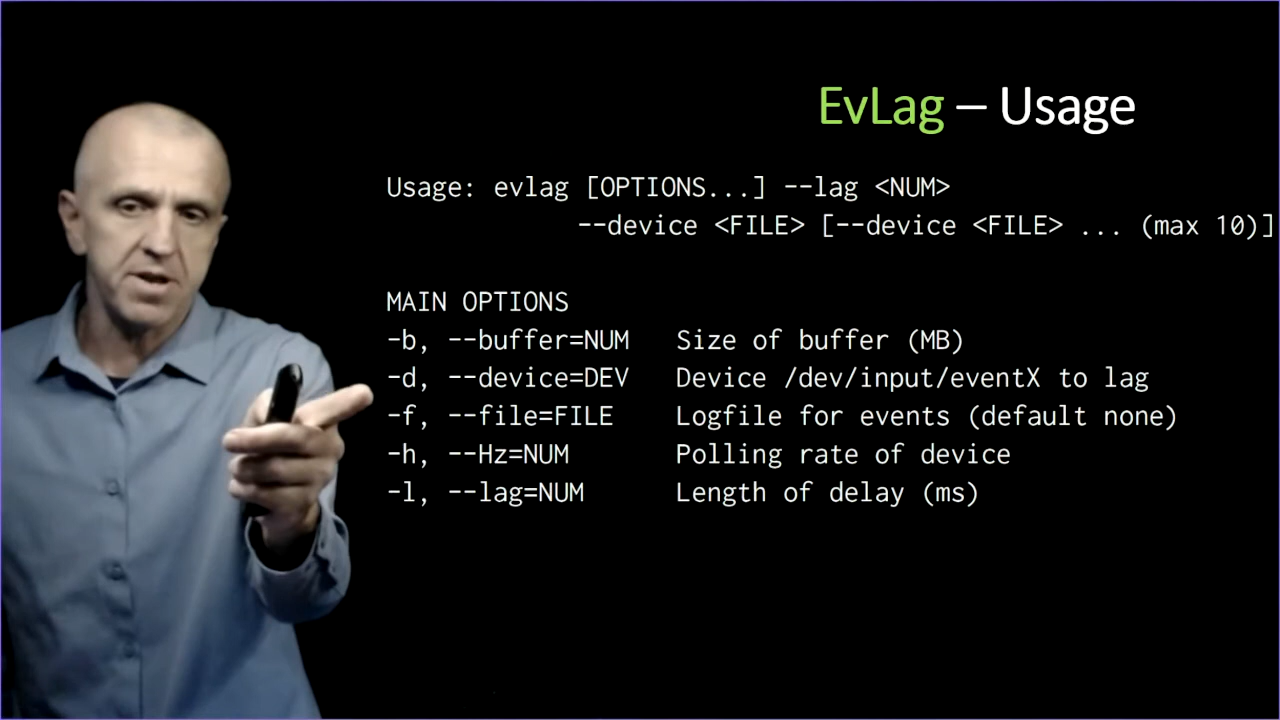 EvLag – Usage
Usage: evlag [OPTIONS...] --lag <NUM>
--device <FILE> [--device <FILE> ... (max 10)]
MAIN OPTIONS
-b, --buffer=NUM Size of buffer (MB)
-d, --device=DEV Device /dev/input/eventX to lag
-f, --file=FILE Logfile for events (default none)
-h, --Hz=NUM Polling rate of device
-l, --lag=NUM Length of delay (ms)